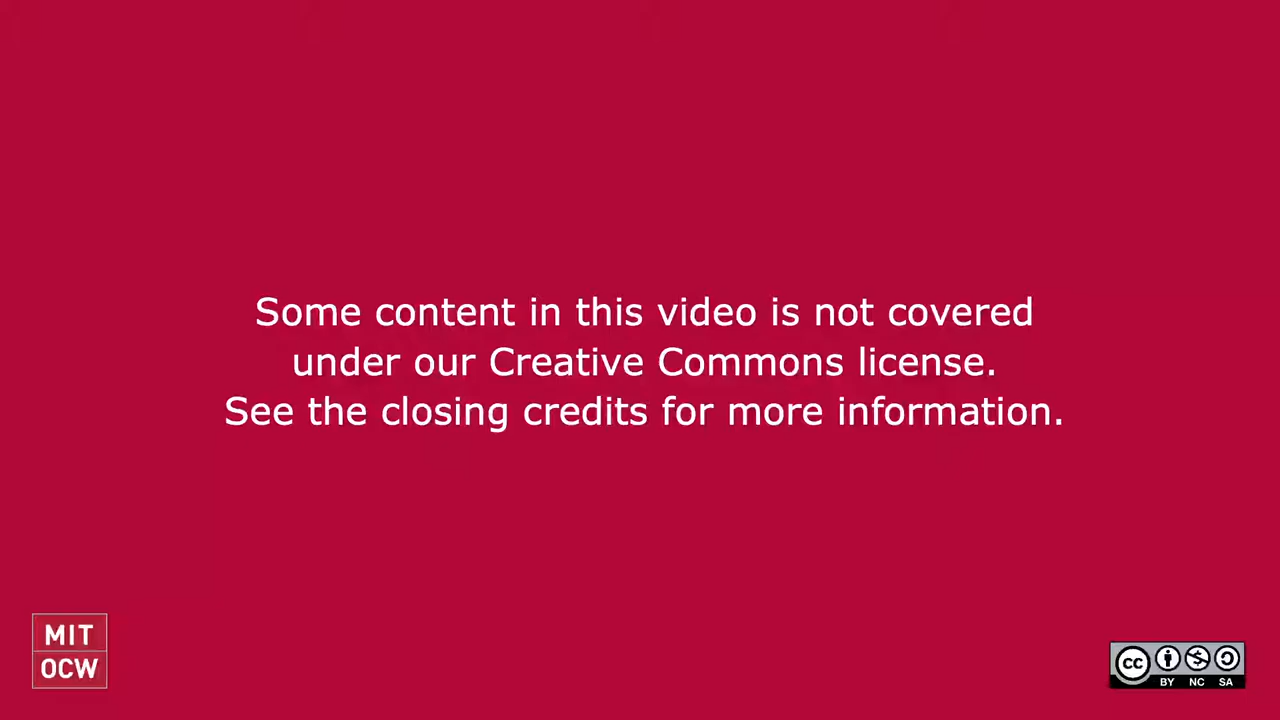 Some content in this video is not covered
under our Creative Commons license.
See the closing credits for more information.
MIT
OCW
cc
BY NC SA